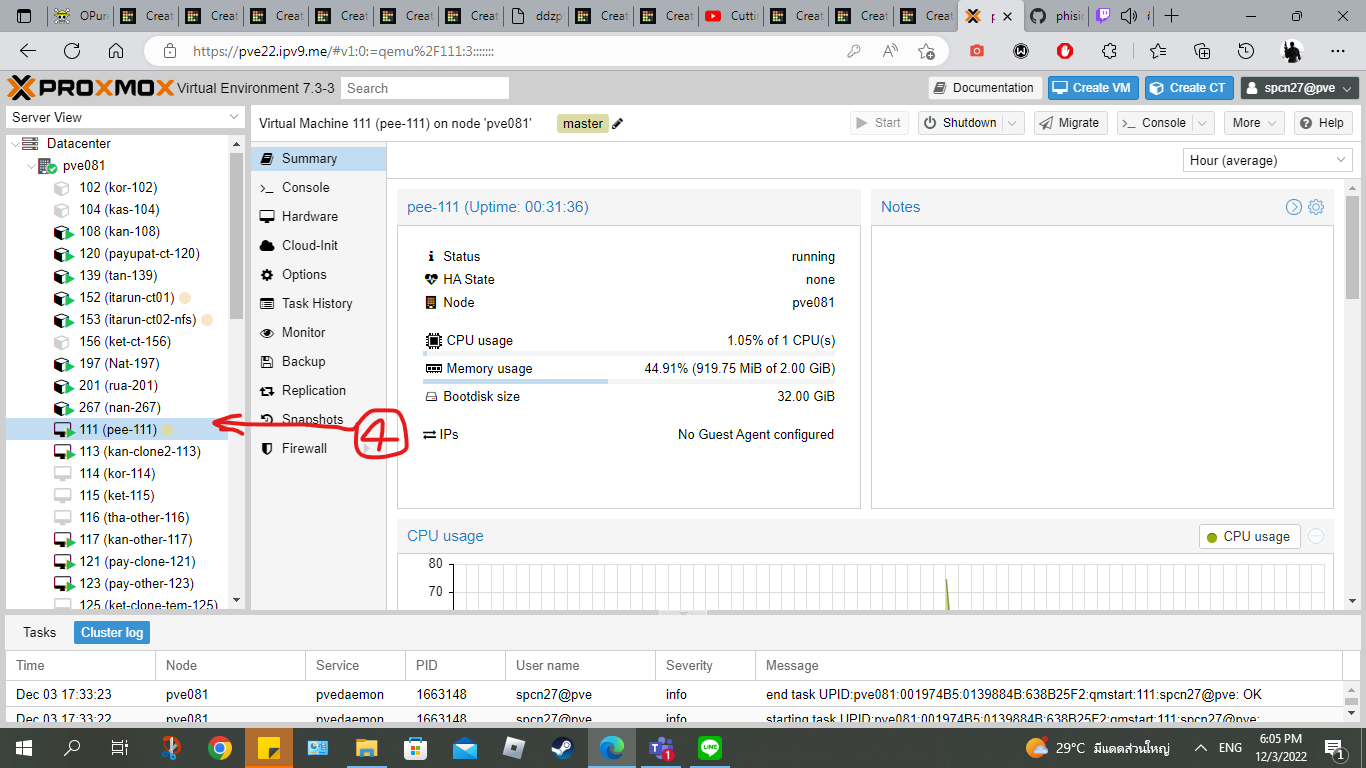 OPure
Creat
Creat
Creat
Creat
Creat
Creat
ddzp
Creat
Creat
Cutti
Creat
Creat
Creat
phisi
https://pve22.ipv9.me/#v1:0:=qemu%2F111:3:::::::
PROXMOX Virtual Environment 7.3-3 Search Documentation Create VM Create CT spcn27@pve
Server View
Virtual Machine 111 (pee-111) on node 'pve081' master Start Shutdown Migrate Console More Help
Datacenter
pve081
102 (kor-102)
104 (kas-104)
108 (kan-108)
120 (payupat-ct-120)
139 (tan-139)
152 (itarun-ct01)
153 (itarun-ct02-nfs)
156 (ket-ct-156)
197 (Nat-197)
201 (rua-201)
267 (nan-267)
111 (pee-111)
113 (kan-clone2-113)
114 (kor-114)
115 (ket-115)
116 (tha-other-116)
117 (kan-other-117)
121 (pay-clone-121)
123 (pay-other-123)
125 (ket-clone-tem-125)
Summary
Console
Hardware
Cloud-Init
Options
Task History
Monitor
Backup
Replication
Snapshots
Firewall
4
Hour (average)
pee-111 (Uptime: 00:31:36)
Status running
HA State none
Node pve081
CPU usage 1.05% of 1 CPU(s)
Memory usage 44.91% (919.75 MiB of 2.00 GiB)
Bootdisk size 32.00 GiB
IPs No Guest Agent configured
Notes
CPU usage
CPU usage
80
70
Tasks Cluster log
Time Node Service PID User name Severity Message
Dec 03 17:33:23 pve081 pvedaemon 1663148 spcn27@pve info end task UPID:pve081:001974B5:0139884B:638B25F2:qmstart:111:spcn27@pve: OK
Dec 03 17:33:22 pve081 pvedaemon 1663148 spcn27@pve info starting task UPID:pve081:001974B5:0139884B:638B25F2:qmstart:111:spcn27@pve:
29°C มีแดดส่วนใหญ่ ENG 6:05 PM
12/3/2022
1
1